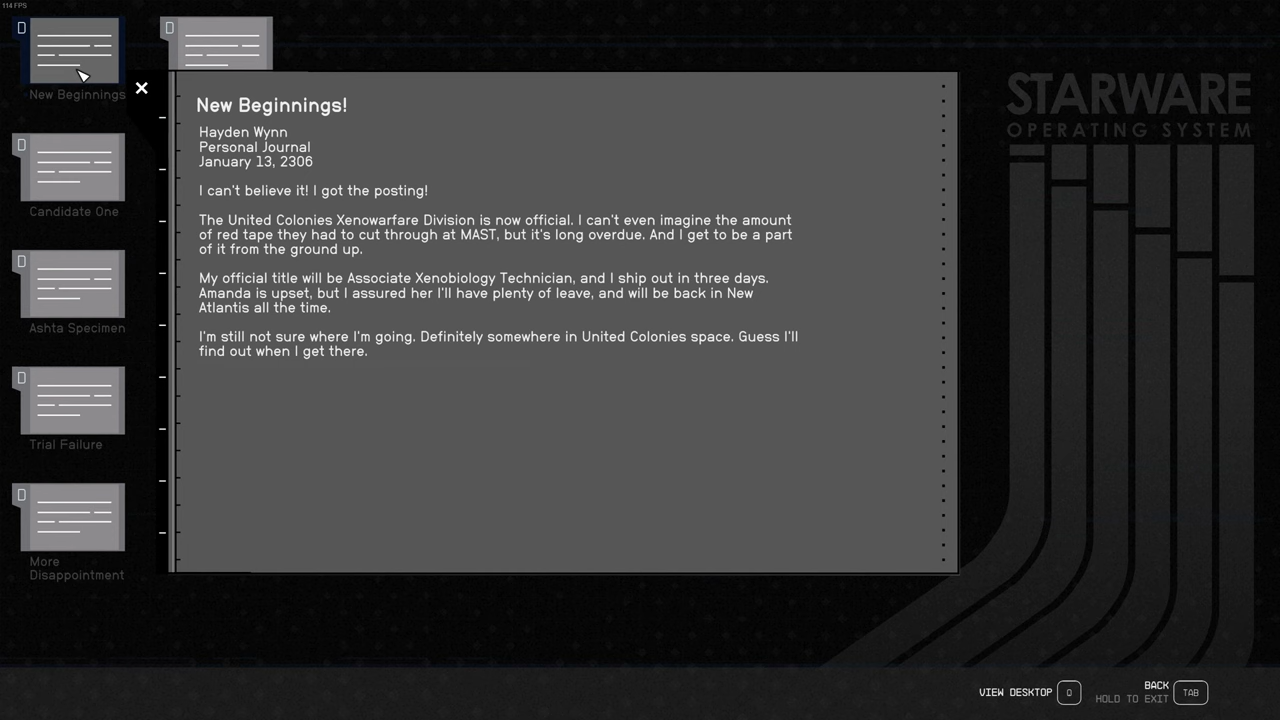 114 FPS
New Beginnings
Candidate One
Ashta Specimen
Trial Failure
More
Disappointment
New Beginnings!
Hayden Wynn
Personal Journal
January 13, 2306
I can't believe it! I got the posting!
The United Colonies Xenowarfare Division is now official. I can't even imagine the amount
of red tape they had to cut through at MAST, but it's long overdue. And I get to be a part
of it from the ground up.
My official title will be Associate Xenobiology Technician, and I ship out in three days.
Amanda is upset, but I assured her I'll have plenty of leave, and will be back in New
Atlantis all the time.
I'm still not sure where I'm going. Definitely somewhere in United Colonies space. Guess I'll
find out when I get there.
STARWARE
OPERATING SYSTEM
VIEW DESKTOP Q
BACK
HOLD TO EXIT TAB